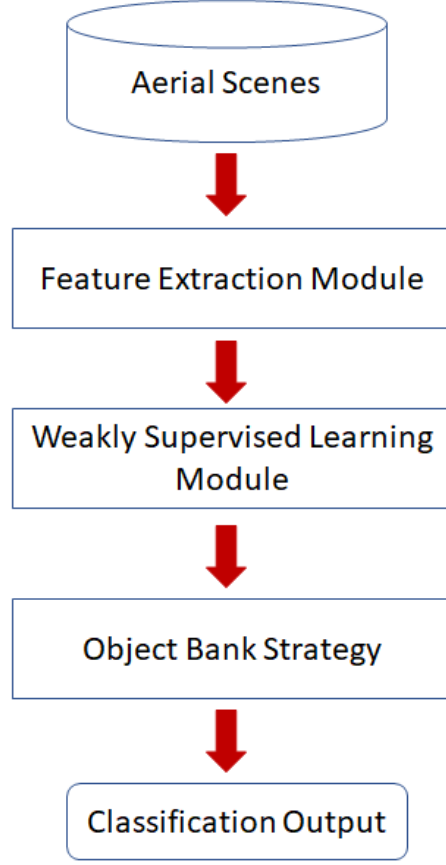 Aerial Scenes
Feature Extraction Module
Weakly Supervised Learning
Module
Object Bank Strategy
Classification Output